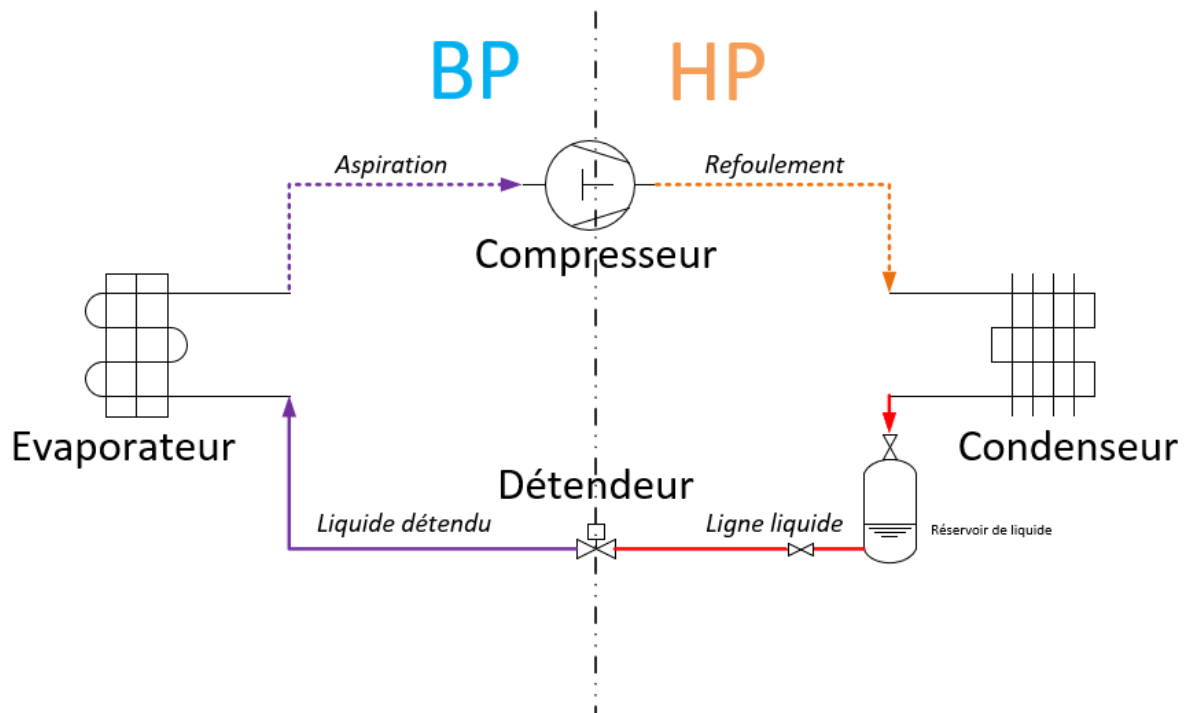 BP
HP
Aspiration
Refoulement
Compresseur
Evaporateur
Condenseur
Détendeur
Liquide détendu
Ligne liquide
Réservoir de liquide